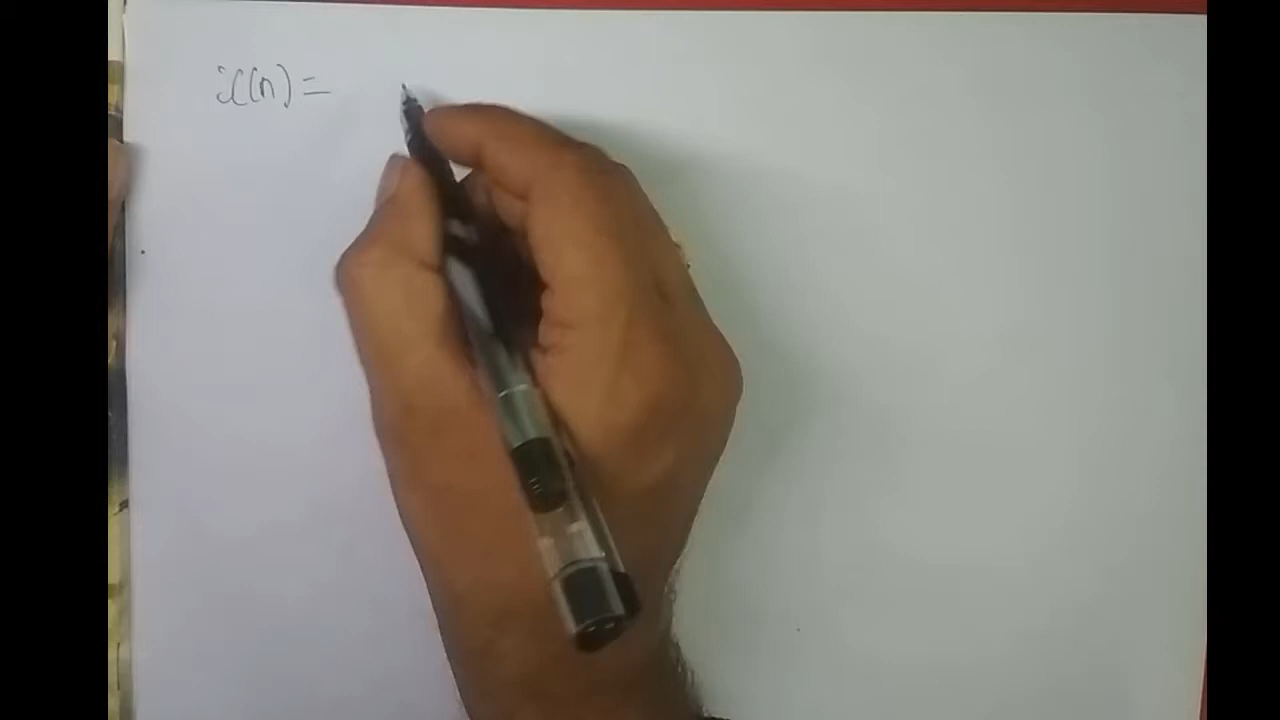 x(n) =